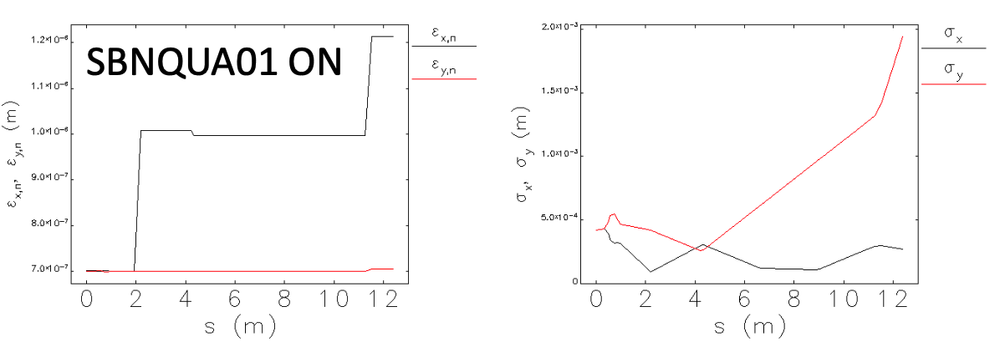 SBNQUA01 ON
εx,n
εy,n
1.2×10⁻⁶
1.1×10⁻⁶
1.0×10⁻⁶
9.0×10⁻⁷
8.0×10⁻⁷
7.0×10⁻⁷
εx,n, εy,n (m)
0 2 4 6 8 10 12
s (m)
σx
σy
2.0×10⁻³
1.5×10⁻³
1.0×10⁻³
5.0×10⁻⁴
0
σx, σy (m)
0 2 4 6 8 10 12
s (m)